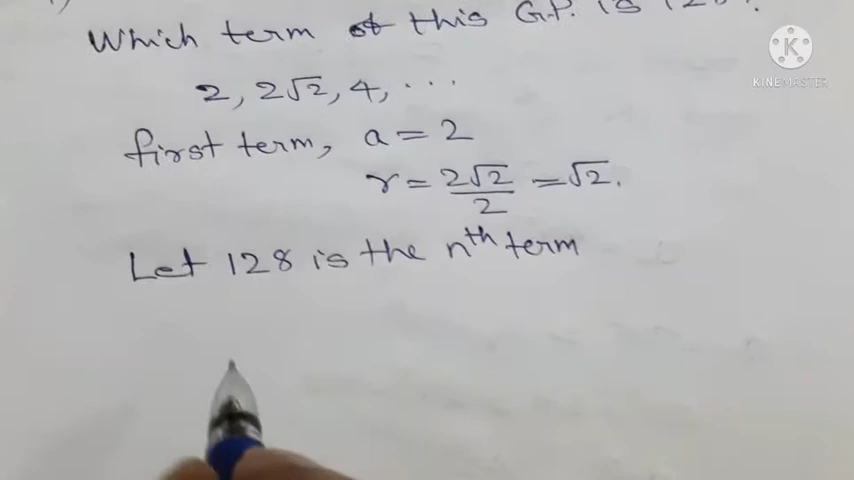 Which term of this G.P. is 128?
2, 2√2, 4, ...
first term, a = 2
r = 2√2/2 = √2.
Let 128 is the nth term
K
KINEMASTER